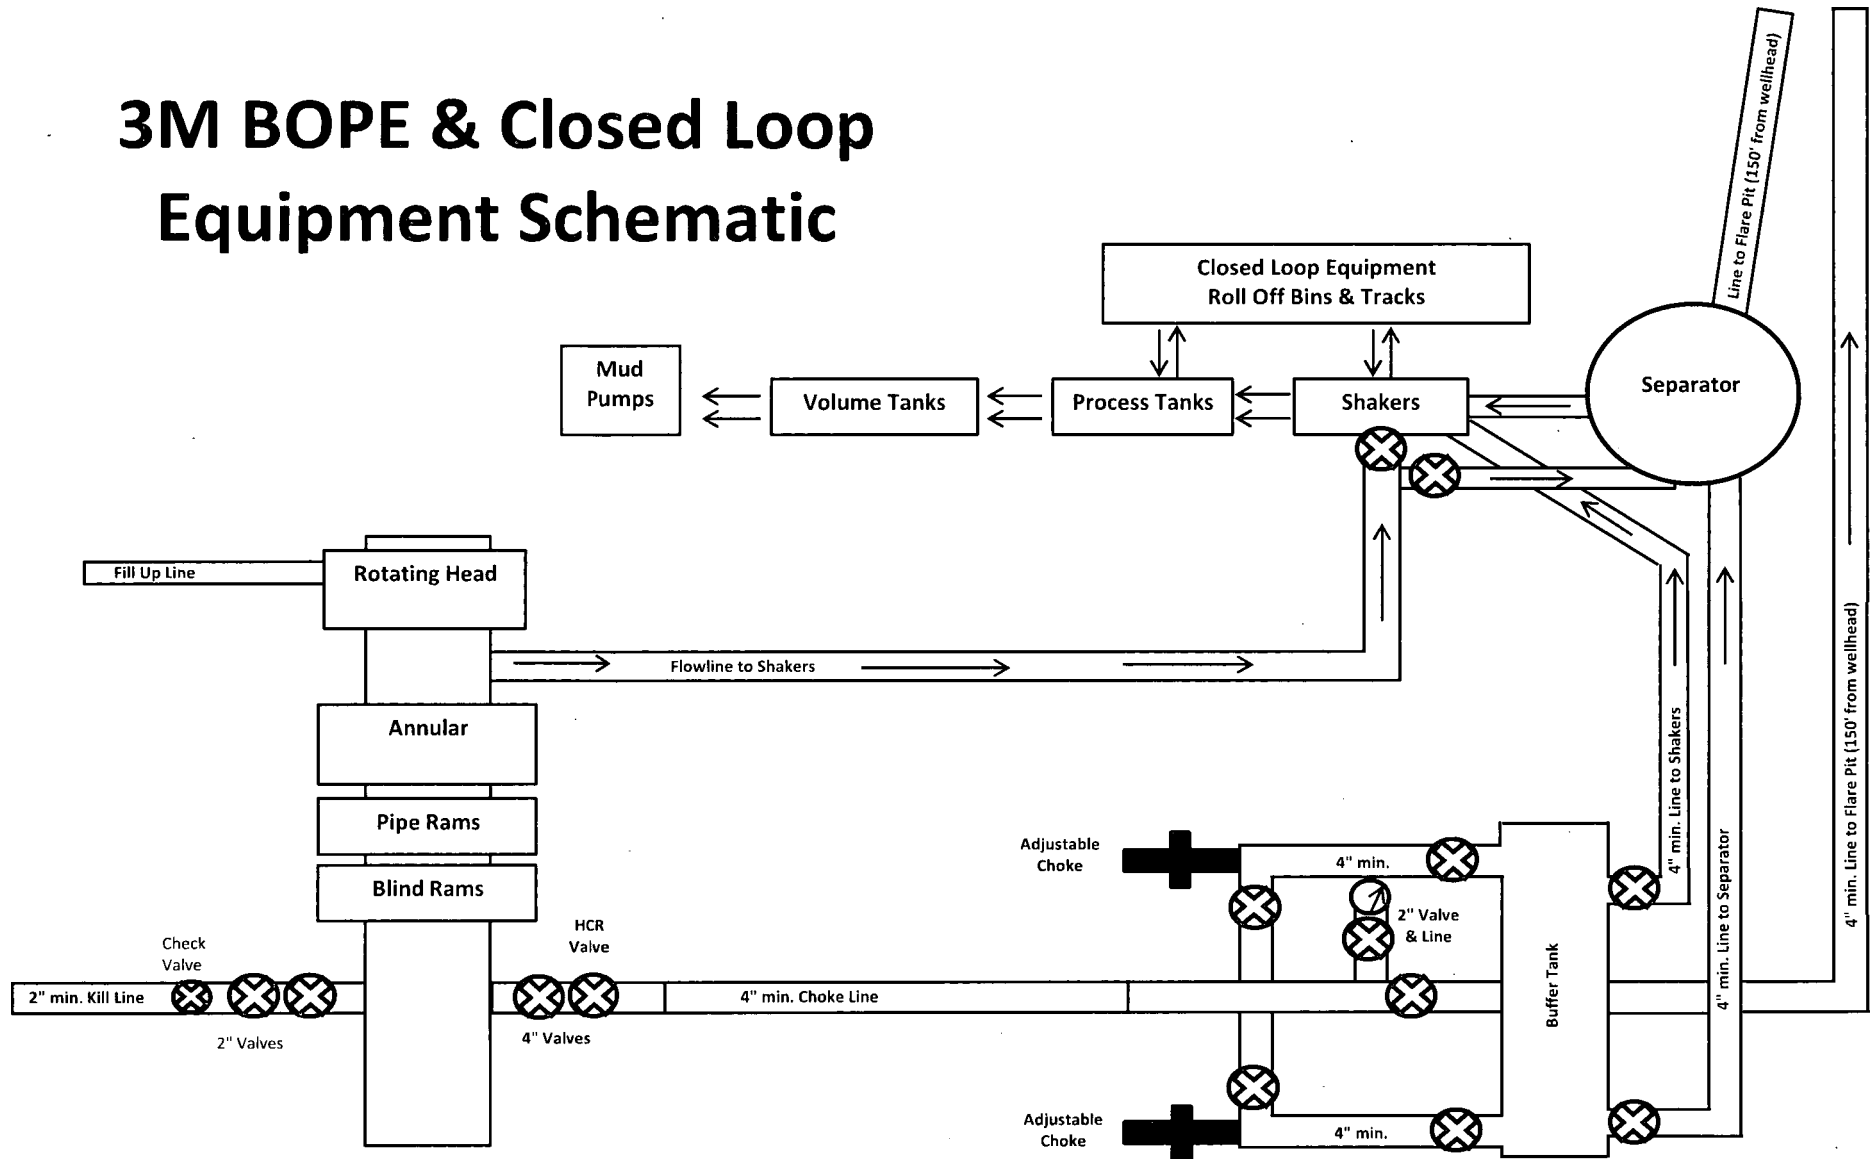 3M BOPE & Closed Loop
Equipment Schematic
Line to Flare Pit (150' from wellhead)
Closed Loop Equipment
Roll Off Bins & Tracks
Mud
Pumps
Volume Tanks
Process Tanks
Shakers
Separator
Fill Up Line
Rotating Head
Flowline to Shakers
Annular
Pipe Rams
Blind Rams
Check
Valve
2" min. Kill Line
2" Valves
HCR
Valve
4" Valves
4" min. Choke Line
Adjustable
Choke
4" min.
2" Valve
& Line
Buffer Tank
Adjustable
Choke
4" min.
4" min. Line to Shakers
4" min. Line to Separator
4" min. Line to Flare Pit (150' from wellhead)